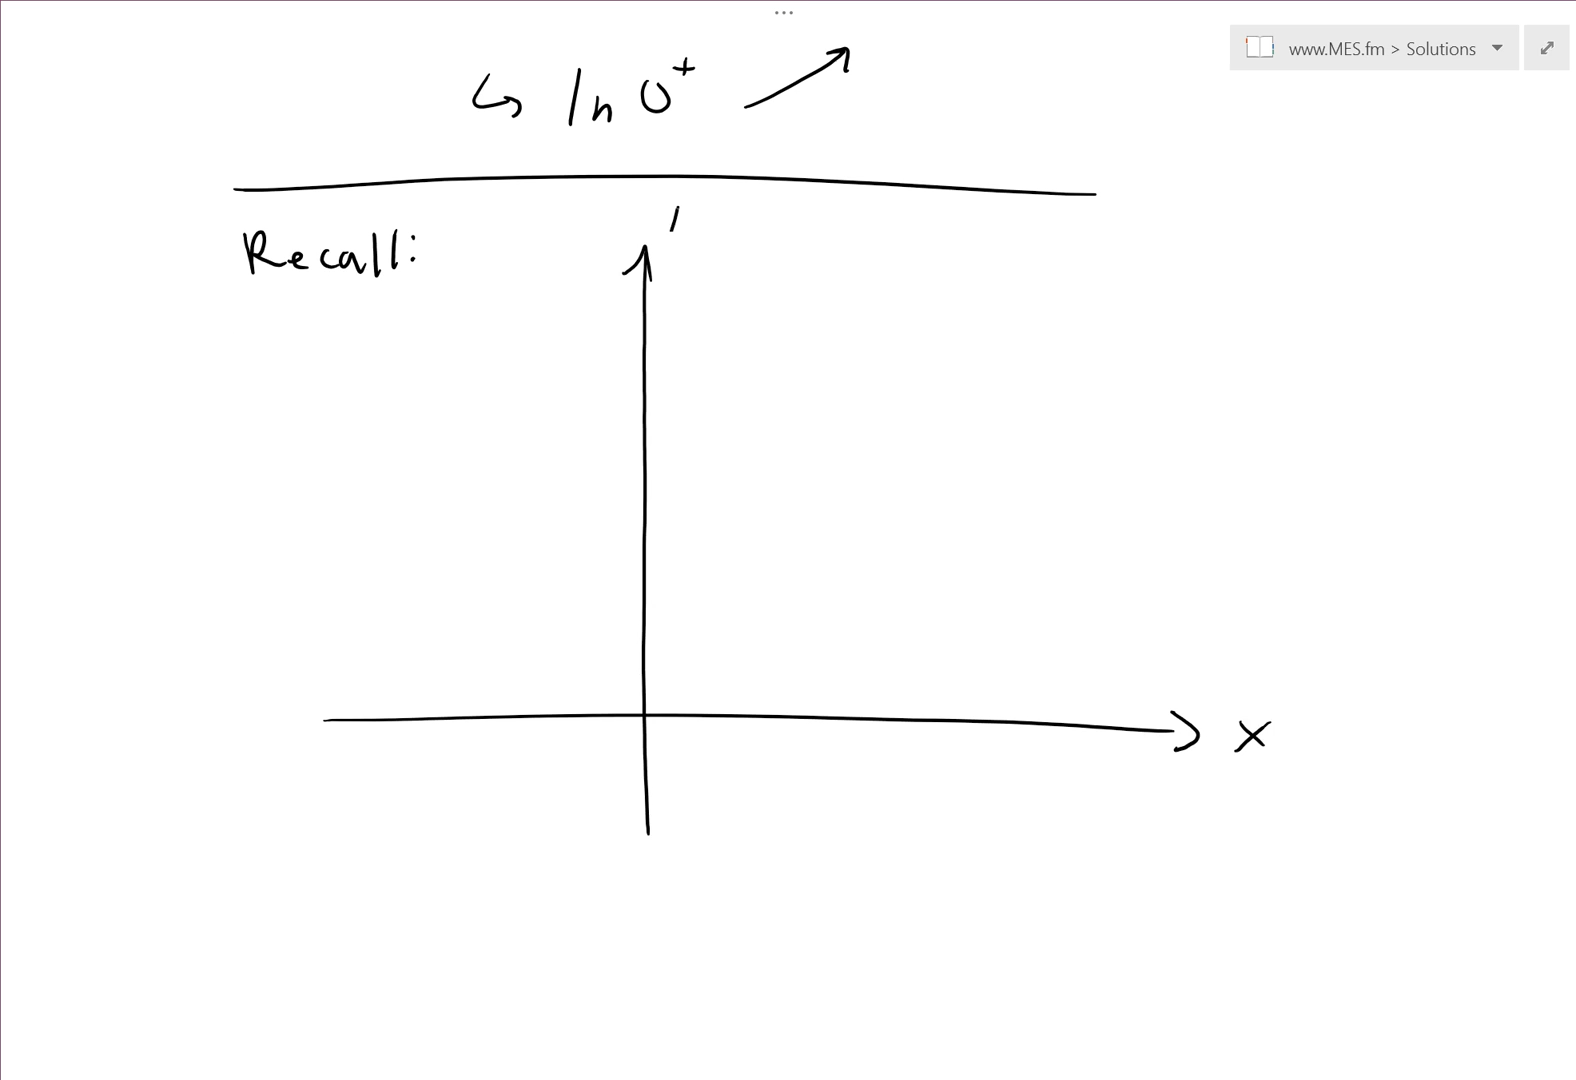 www.MES.fm > Solutions
↪ ln 0⁺ ↗
Recall:
x